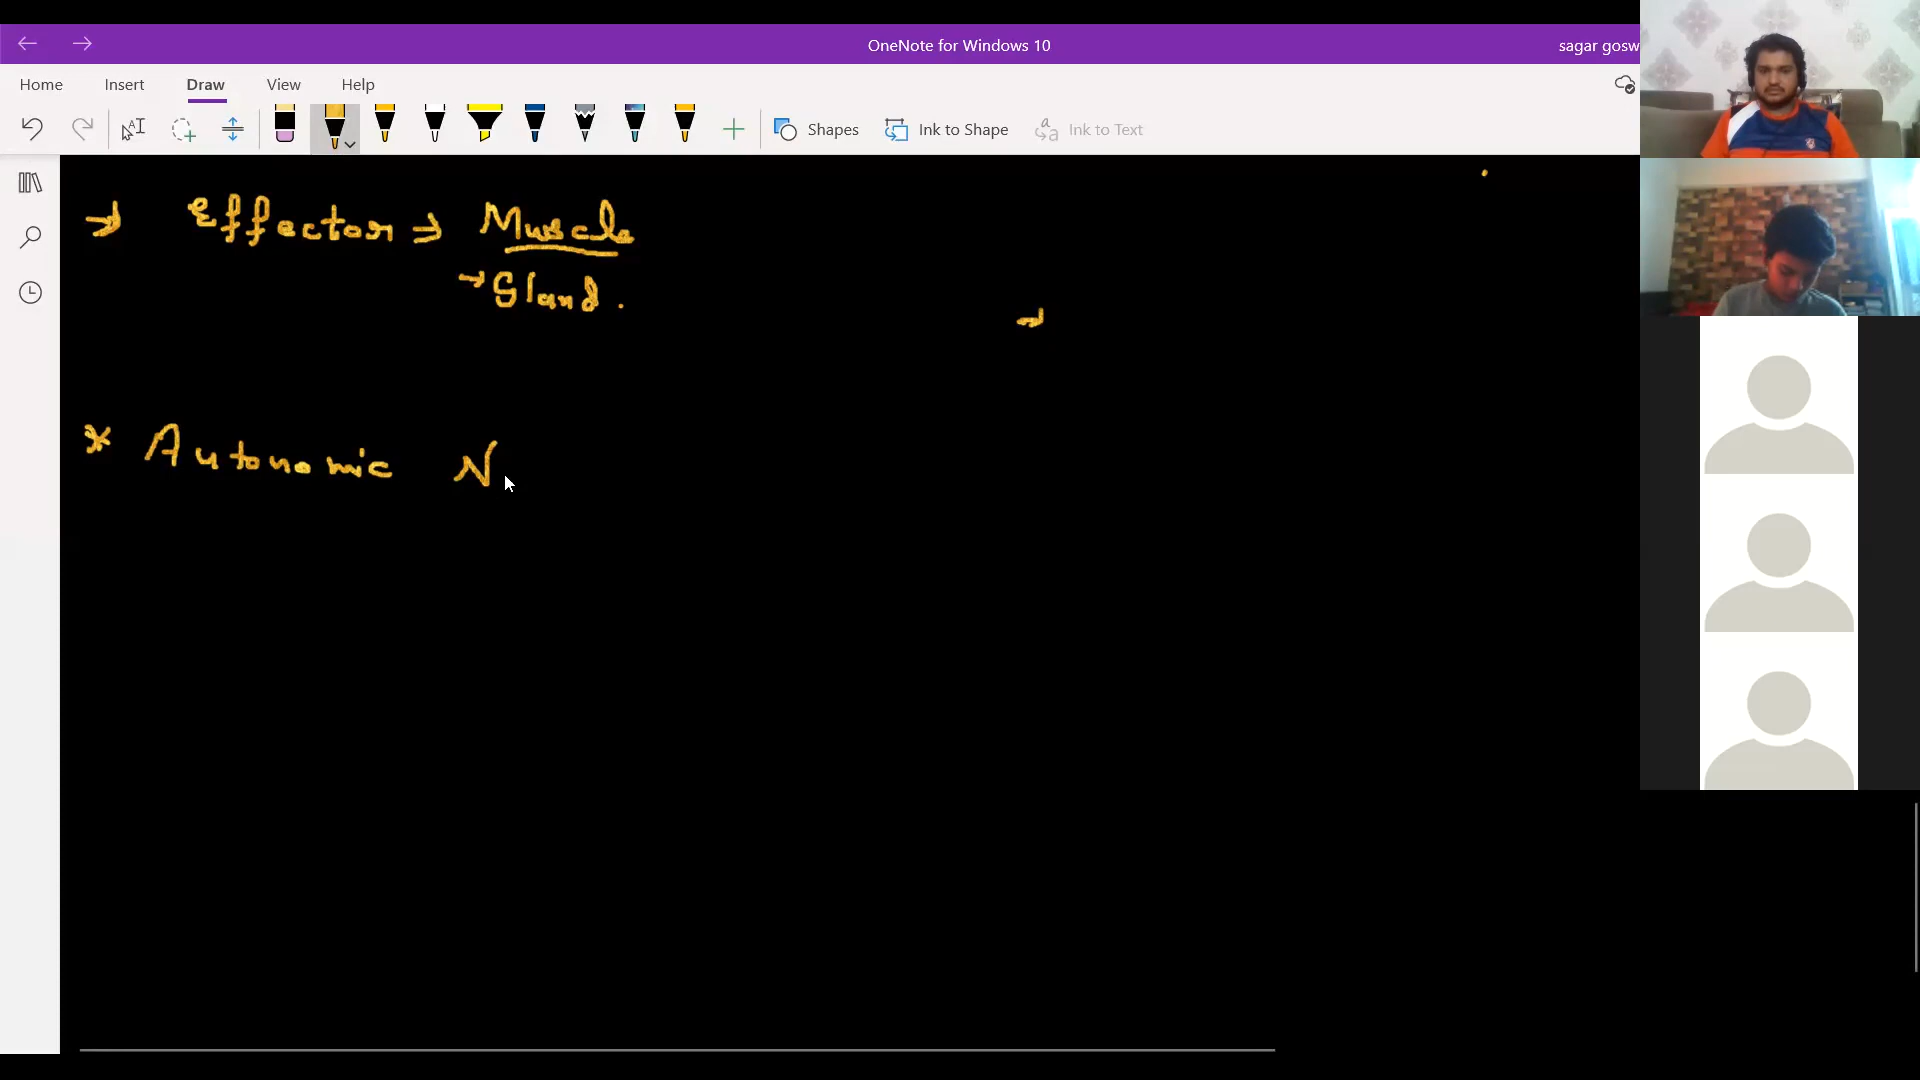 OneNote for Windows 10
sagar gosw
Home Insert Draw View Help
Shapes Ink to Shape Ink to Text
→ Effector → Muscle
→ Gland.
→
* Autonomic N